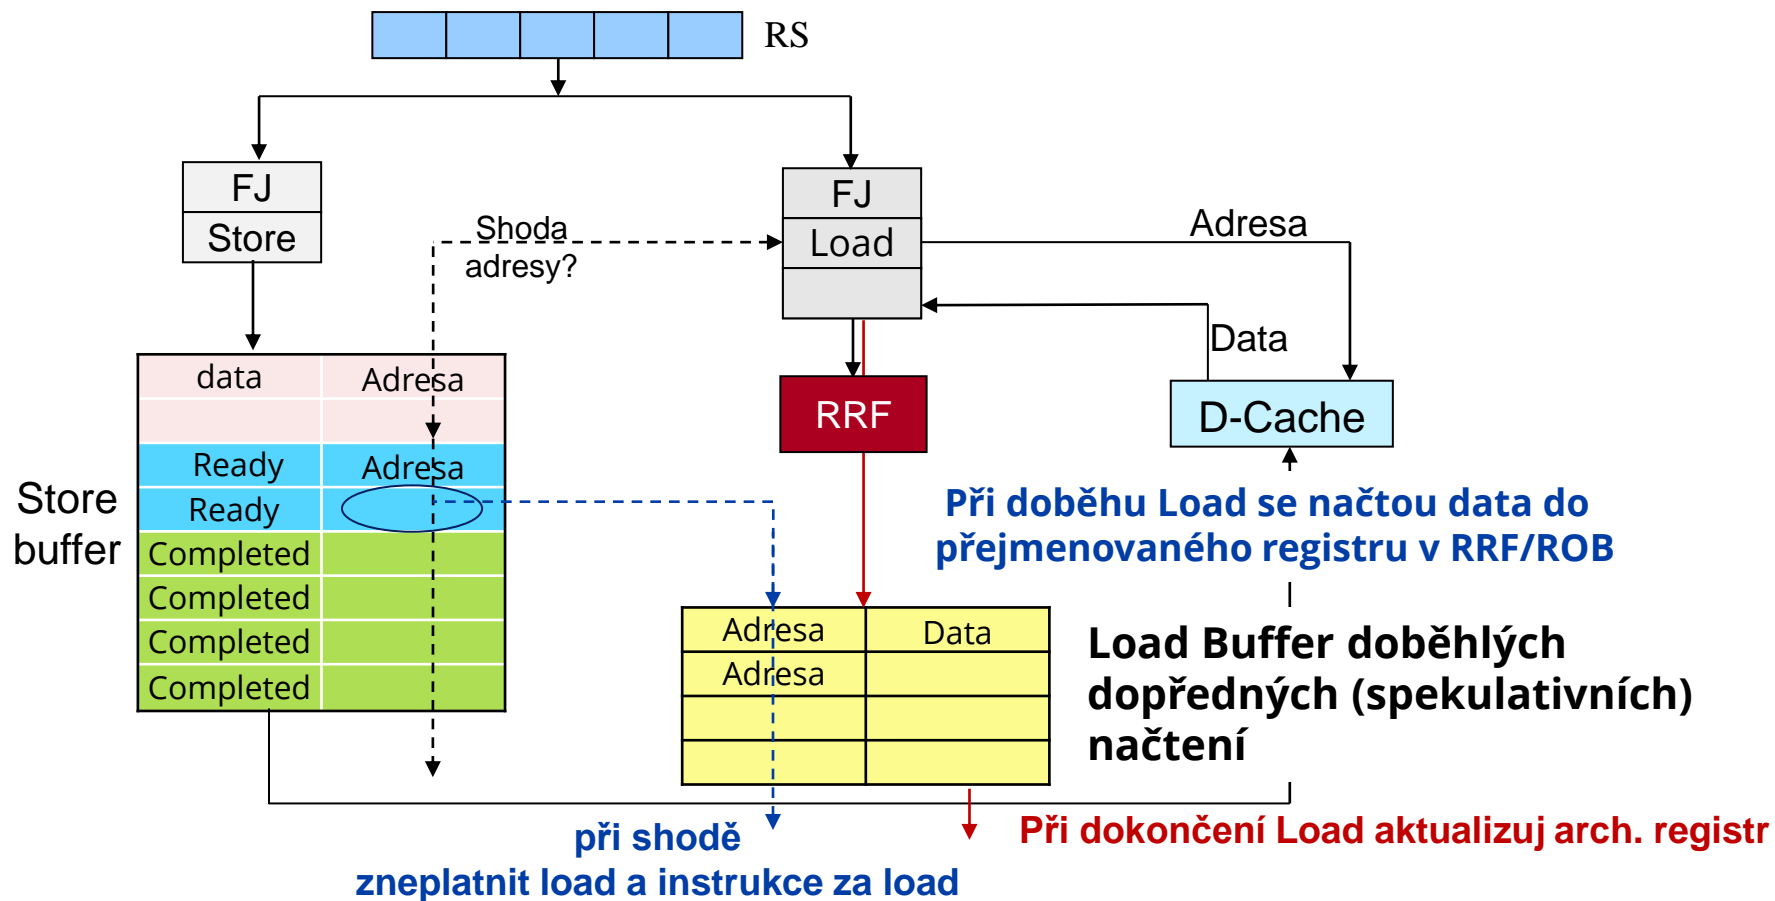 RS
FJ
Store
FJ
Load
Shoda
adresy?
Adresa
Data
data
Adresa
RRF
D-Cache
Ready
Adresa
Ready
Store
buffer
Completed
Completed
Completed
Completed
Při doběhu Load se načtou data do
přejmenovaného registru v RRF/ROB
Adresa
Data
Adresa
Load Buffer doběhlých
dopředných (spekulativních)
načtení
při shodě
zneplatnit load a instrukce za load
Při dokončení Load aktualizuj arch. registr